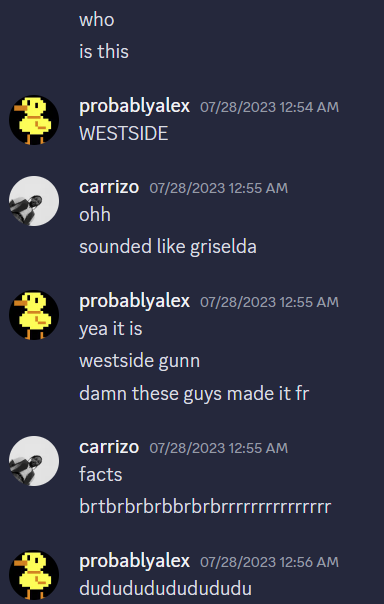 who
is this
probablyalex 07/28/2023 12:54 AM
WESTSIDE
carrizo 07/28/2023 12:55 AM
ohh
sounded like griselda
probablyalex 07/28/2023 12:55 AM
yea it is
westside gunn
damn these guys made it fr
carrizo 07/28/2023 12:55 AM
facts
brtbrbrbrbbrbrbrrrrrrrrrrrrrrr
probablyalex 07/28/2023 12:56 AM
dududududududud​u